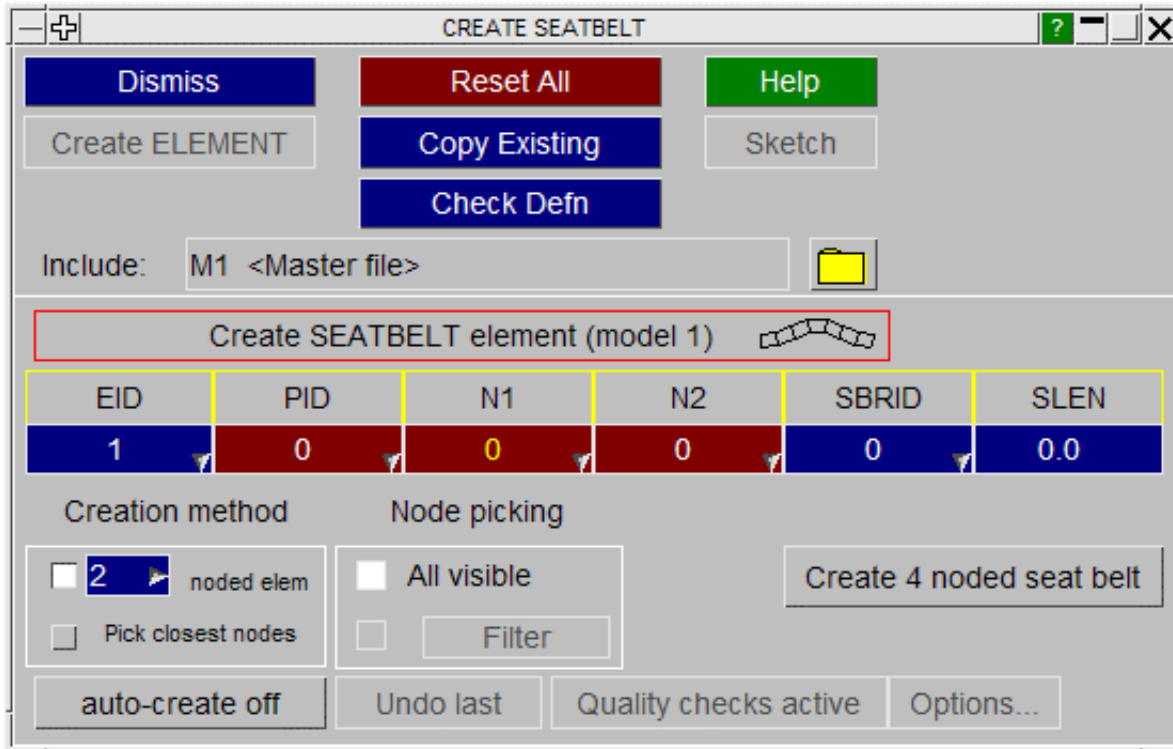 CREATE SEATBELT ?
Dismiss Reset All Help
Create ELEMENT Copy Existing Sketch
Check Defn
Include: M1 <Master file>
Create SEATBELT element (model 1)
EID PID N1 N2 SBRID SLEN
1 0 0 0 0 0.0
Creation method Node picking
2 noded elem All visible Create 4 noded seat belt
Pick closest nodes Filter
auto-create off Undo last Quality checks active Options...